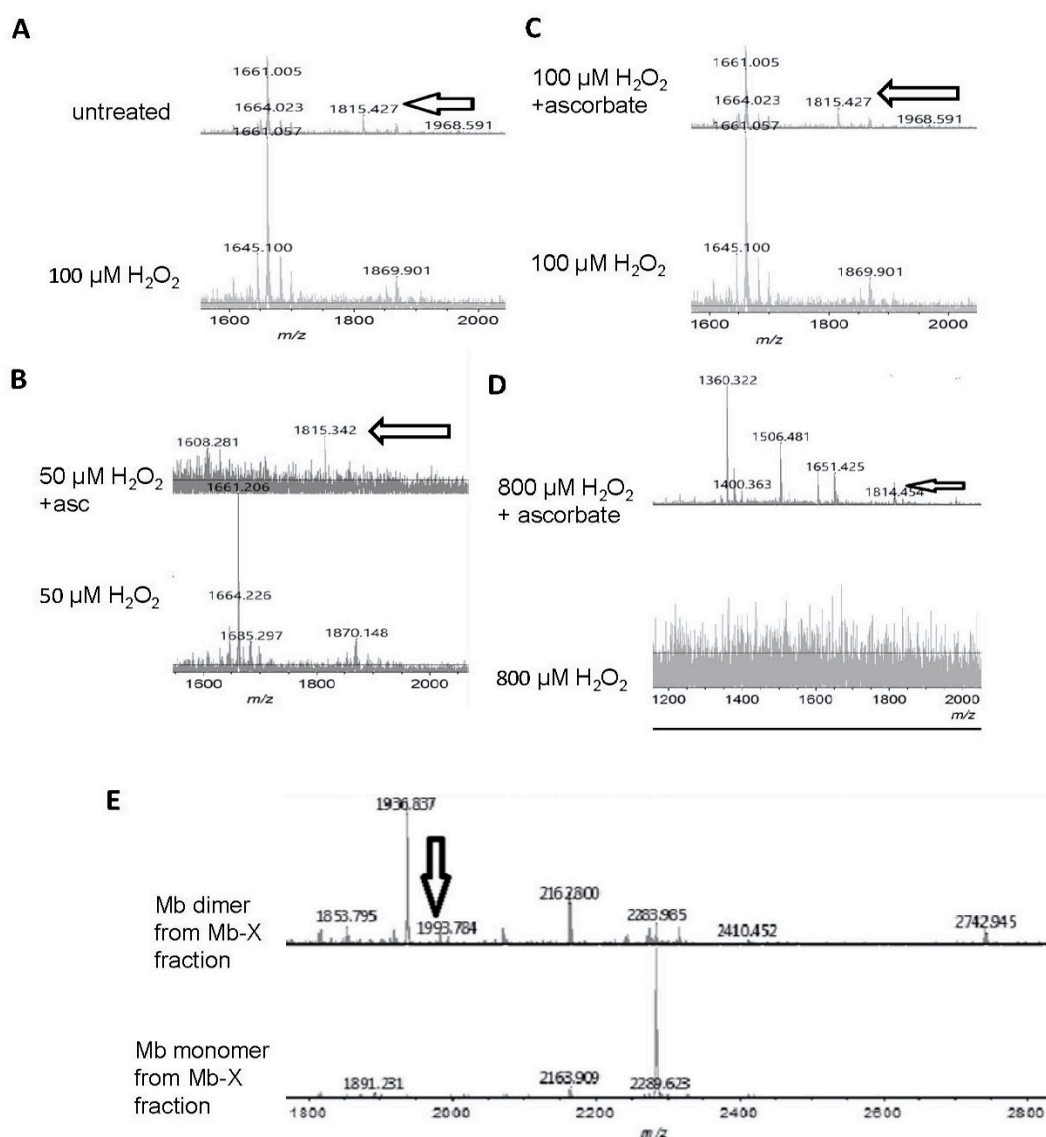 A
untreated
1661.005
1664.023
1661.057
1815.427
1968.591
100 µM H₂O₂
1645.100
1869.901
1600
1800
2000
m/z
C
100 µM H₂O₂
+ascorbate
1661.005
1664.023
1661.057
1815.427
1968.591
100 µM H₂O₂
1645.100
1869.901
1600
1800
2000
m/z
B
50 µM H₂O₂
+asc
1608.281
1815.342
1661.206
50 µM H₂O₂
1664.226
1685.297
1870.148
1600
1800
2000
m/z
D
800 µM H₂O₂
+ ascorbate
1360.322
1400.363
1506.481
1651.425
1814.454
800 µM H₂O₂
1200
1400
1600
1800
2000
m/z
E
Mb dimer
from Mb-X
fraction
1853.795
1936.837
1993.784
2283.985
2410.452
2742.945
Mb monomer
from Mb-X
fraction
1891.231
2163.909
2289.623
1800
2000
2200
2400
2600
2800
m/z